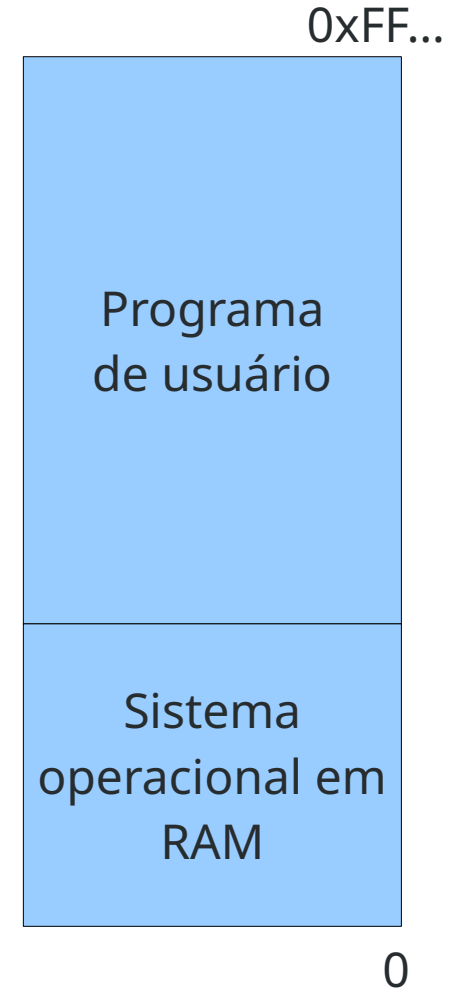 0xFF...
Programa
de usuário
Sistema
operacional em
RAM
0